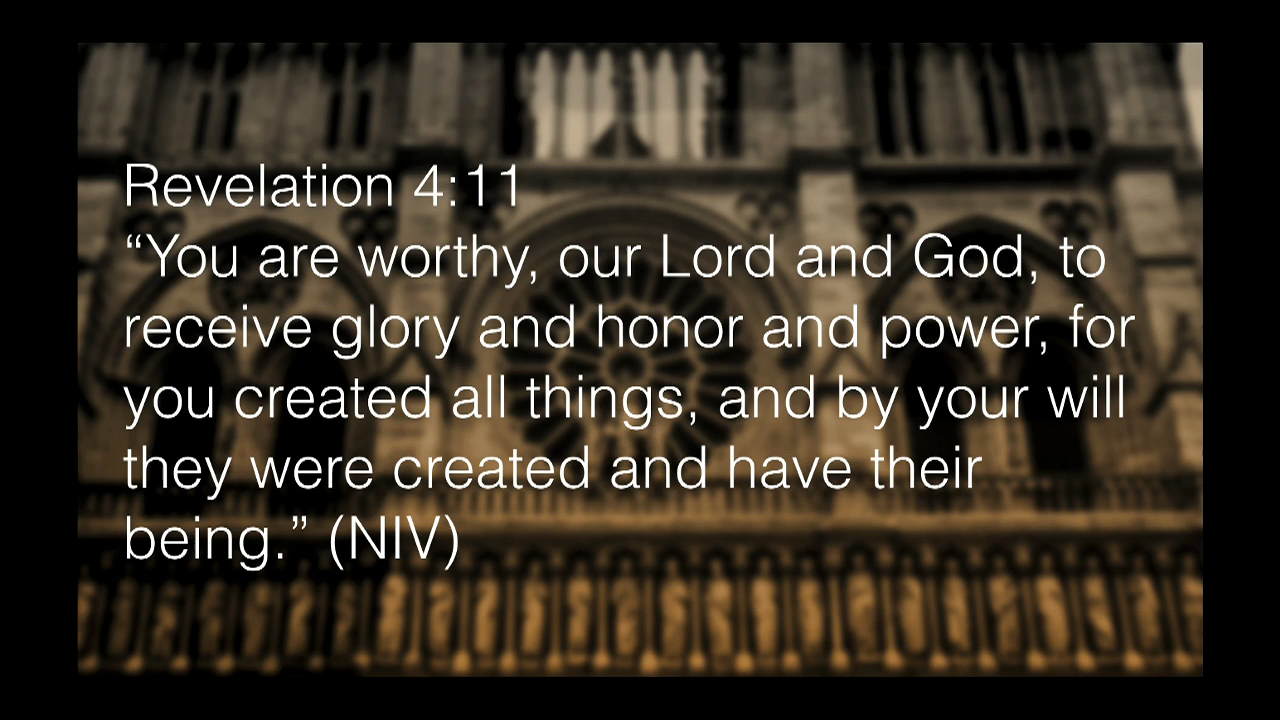 Revelation 4:11
“You are worthy, our Lord and God, to
receive glory and honor and power, for
you created all things, and by your will
they were created and have their
being.” (NIV)